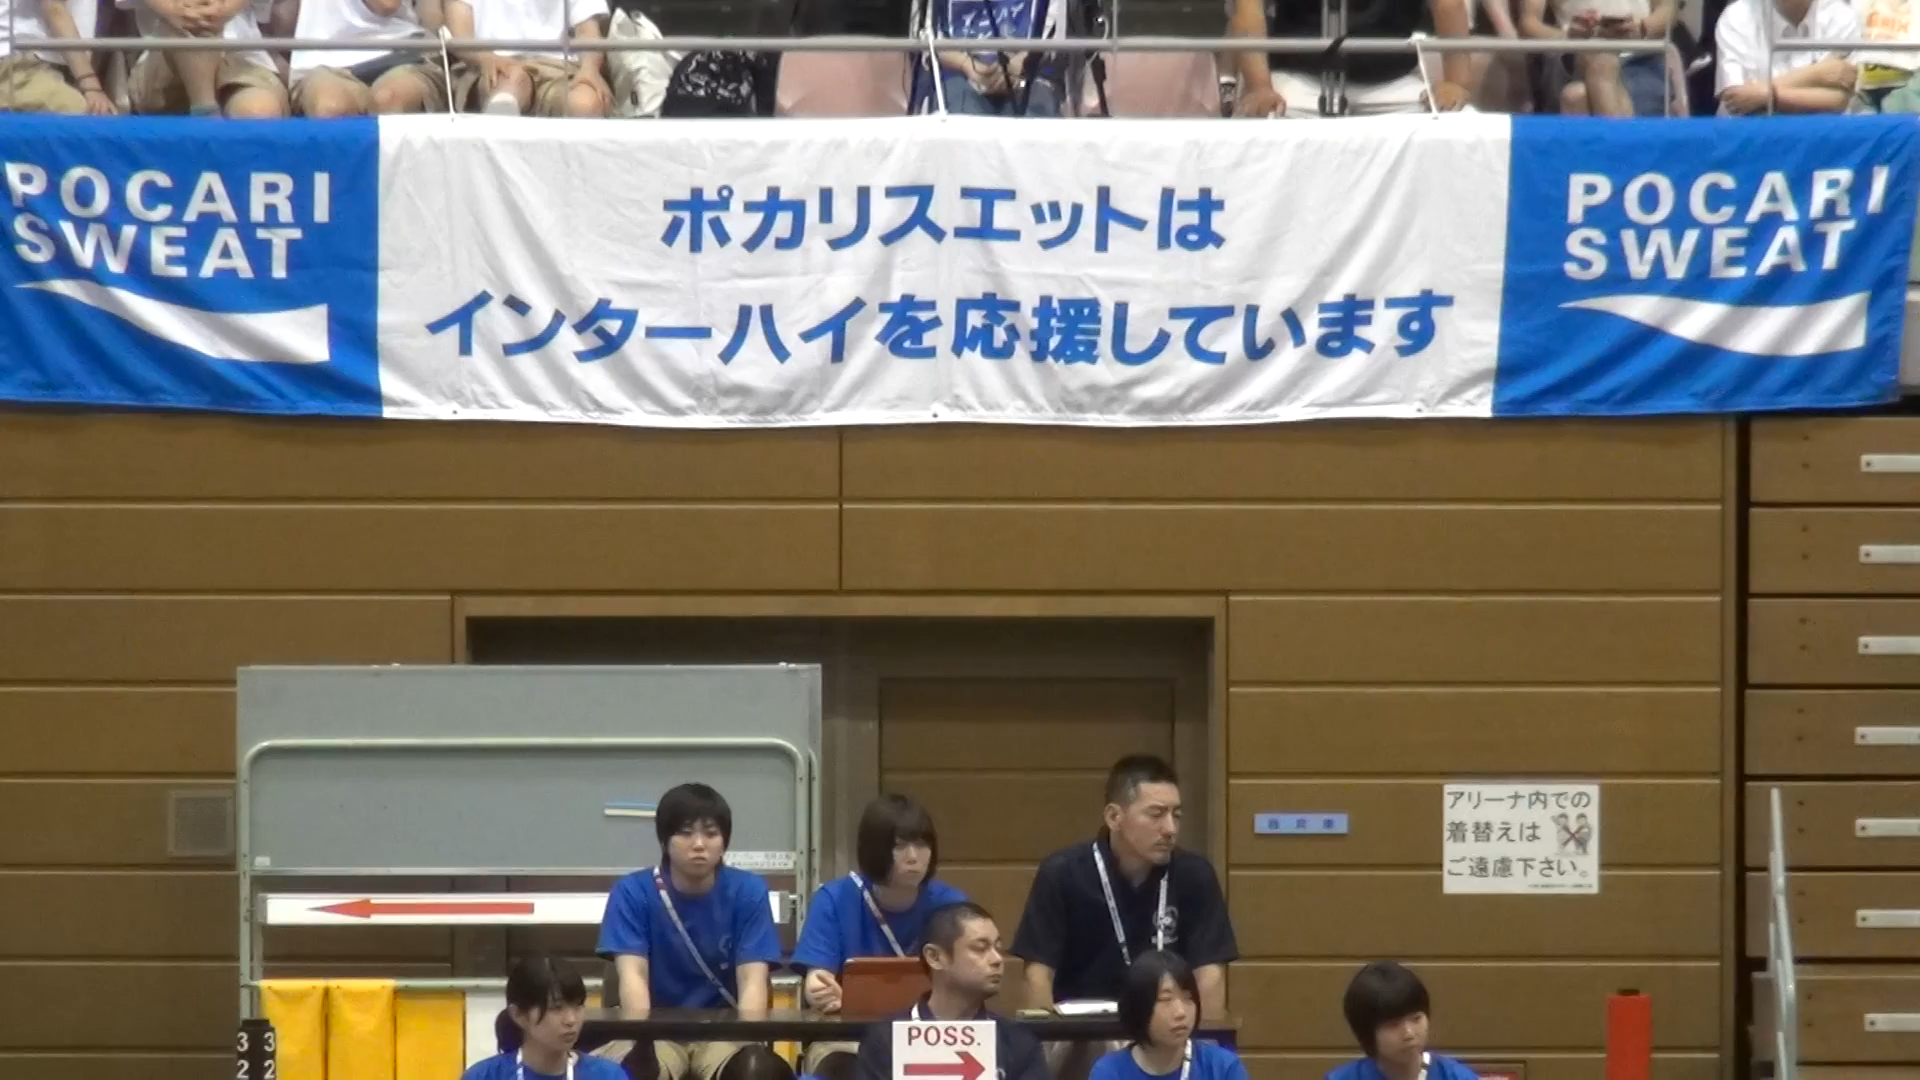 POCARI
SWEAT
ポカリスエットは
インターハイを応援しています
POCARI
SWEAT
アリーナ内での
着替えは
ご遠慮下さい。
POSS.
3 3
2 2